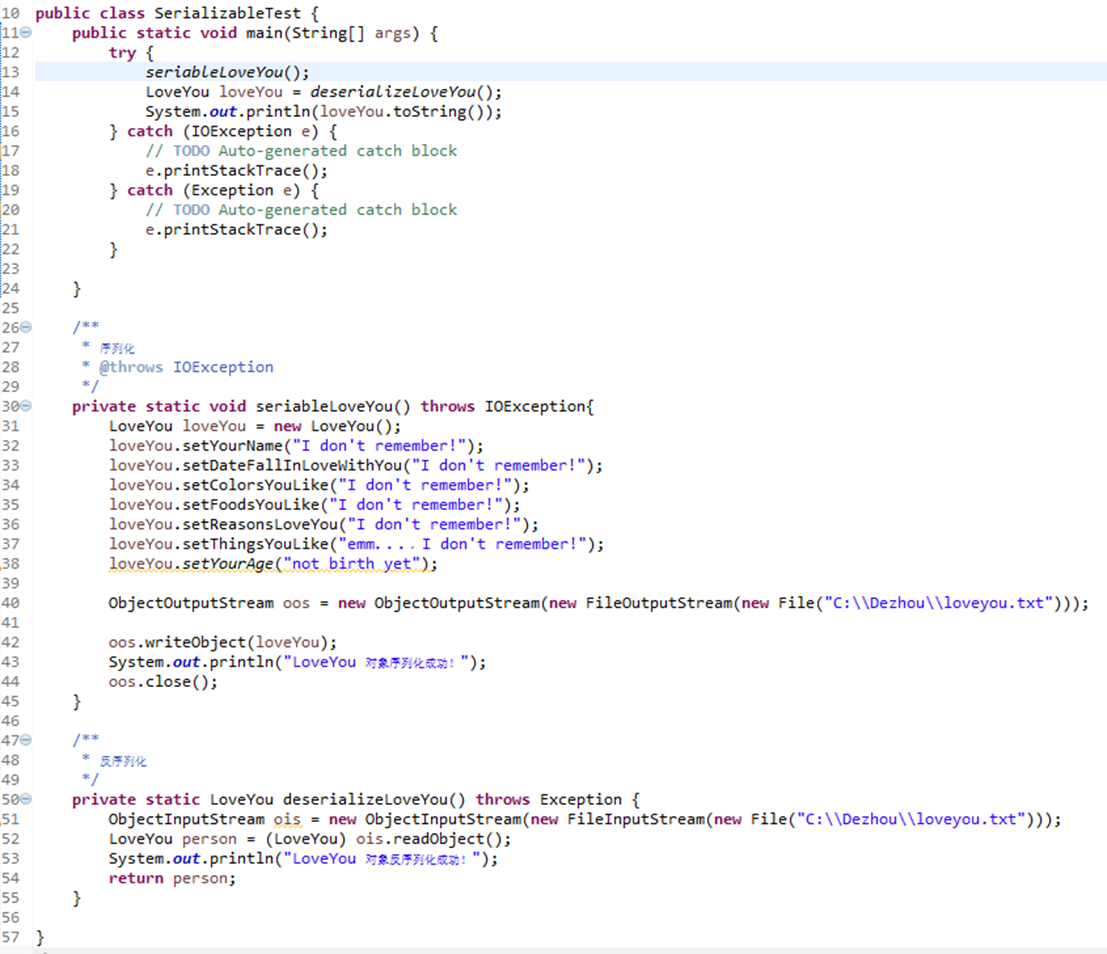 10 public class SerializableTest {
11 public static void main(String[] args) {
12 try {
13 seriableLoveYou();
14 LoveYou loveYou = deserializeLoveYou();
15 System.out.println(loveYou.toString());
16 } catch (IOException e) {
17 // TODO Auto-generated catch block
18 e.printStackTrace();
19 } catch (Exception e) {
20 // TODO Auto-generated catch block
21 e.printStackTrace();
22 }
23
24 }
25
26 /**
27 * 序列化
28 * @throws IOException
29 */
30 private static void seriableLoveYou() throws IOException{
31 LoveYou loveYou = new LoveYou();
32 loveYou.setYourName("I don't remember!");
33 loveYou.setDateFallInLoveWithYou("I don't remember!");
34 loveYou.setColorsYouLike("I don't remember!");
35 loveYou.setFoodsYouLike("I don't remember!");
36 loveYou.setReasonsLoveYou("I don't remember!");
37 loveYou.setThingsYouLike("emm....I don't remember!");
38 loveYou.setYourAge("not birth yet");
39
40 ObjectOutputStream oos = new ObjectOutputStream(new FileOutputStream(new File("C:\\Dezhou\\loveyou.txt")));
41
42 oos.writeObject(loveYou);
43 System.out.println("LoveYou 对象序列化成功！");
44 oos.close();
45 }
46
47 /**
48 * 反序列化
49 */
50 private static LoveYou deserializeLoveYou() throws Exception {
51 ObjectInputStream ois = new ObjectInputStream(new FileInputStream(new File("C:\\Dezhou\\loveyou.txt")));
52 LoveYou person = (LoveYou) ois.readObject();
53 System.out.println("LoveYou 对象反序列化成功！");
54 return person;
55 }
56
57 }